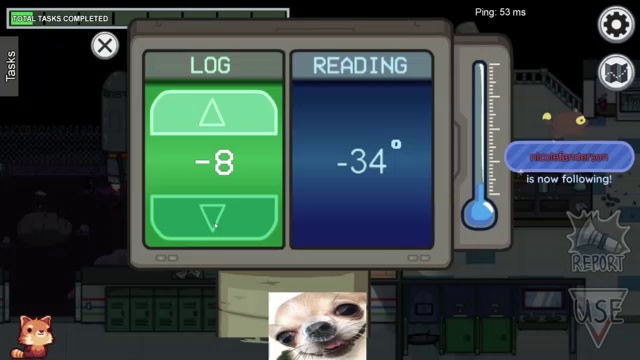 TOTAL TASKS COMPLETED
Ping: 53 ms
Tasks
LOG
READING
-8
-34°
is now following!
REPORT
USE